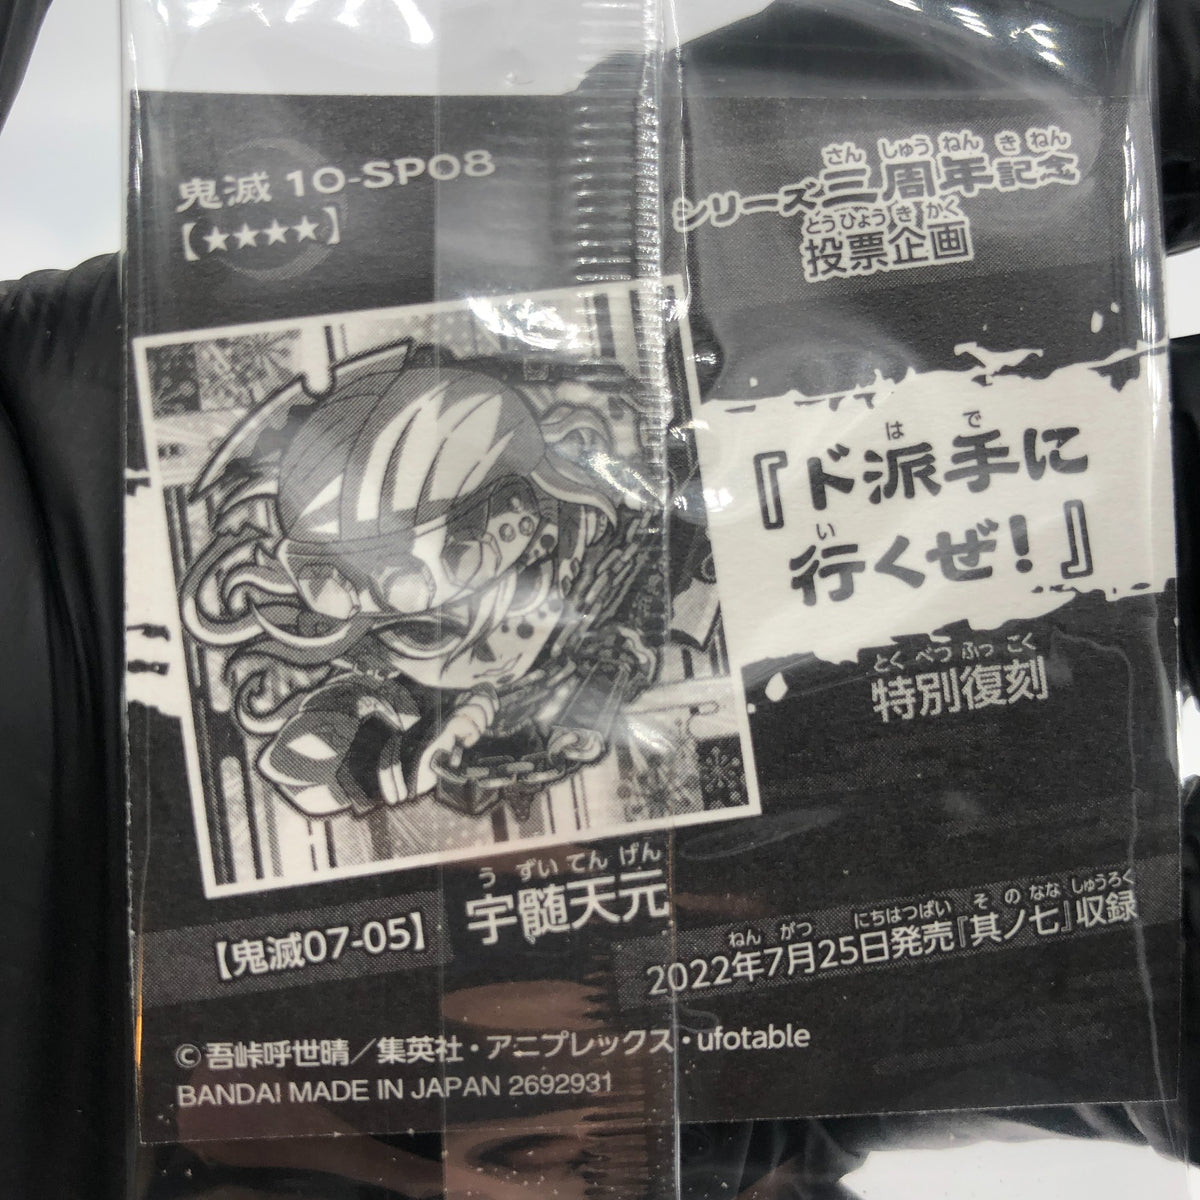 鬼滅 10-SP08
【★★★★】
さん しゅう ねん き ねん
シリーズ三周年記念
とう ひょう き かく
投票企画
は で
『ド派手に
い
行くぜ！』
とく べつ ふっ こく
特別復刻
う ずい てん げん
【鬼滅07-05】 宇髄天元
ねん がつ にちはつばい そ の なな しゅうろく
2022年7月25日発売『其ノ七』収録
© 吾峠呼世晴／集英社・アニプレックス・ufotable
BANDAI MADE IN JAPAN 2692931